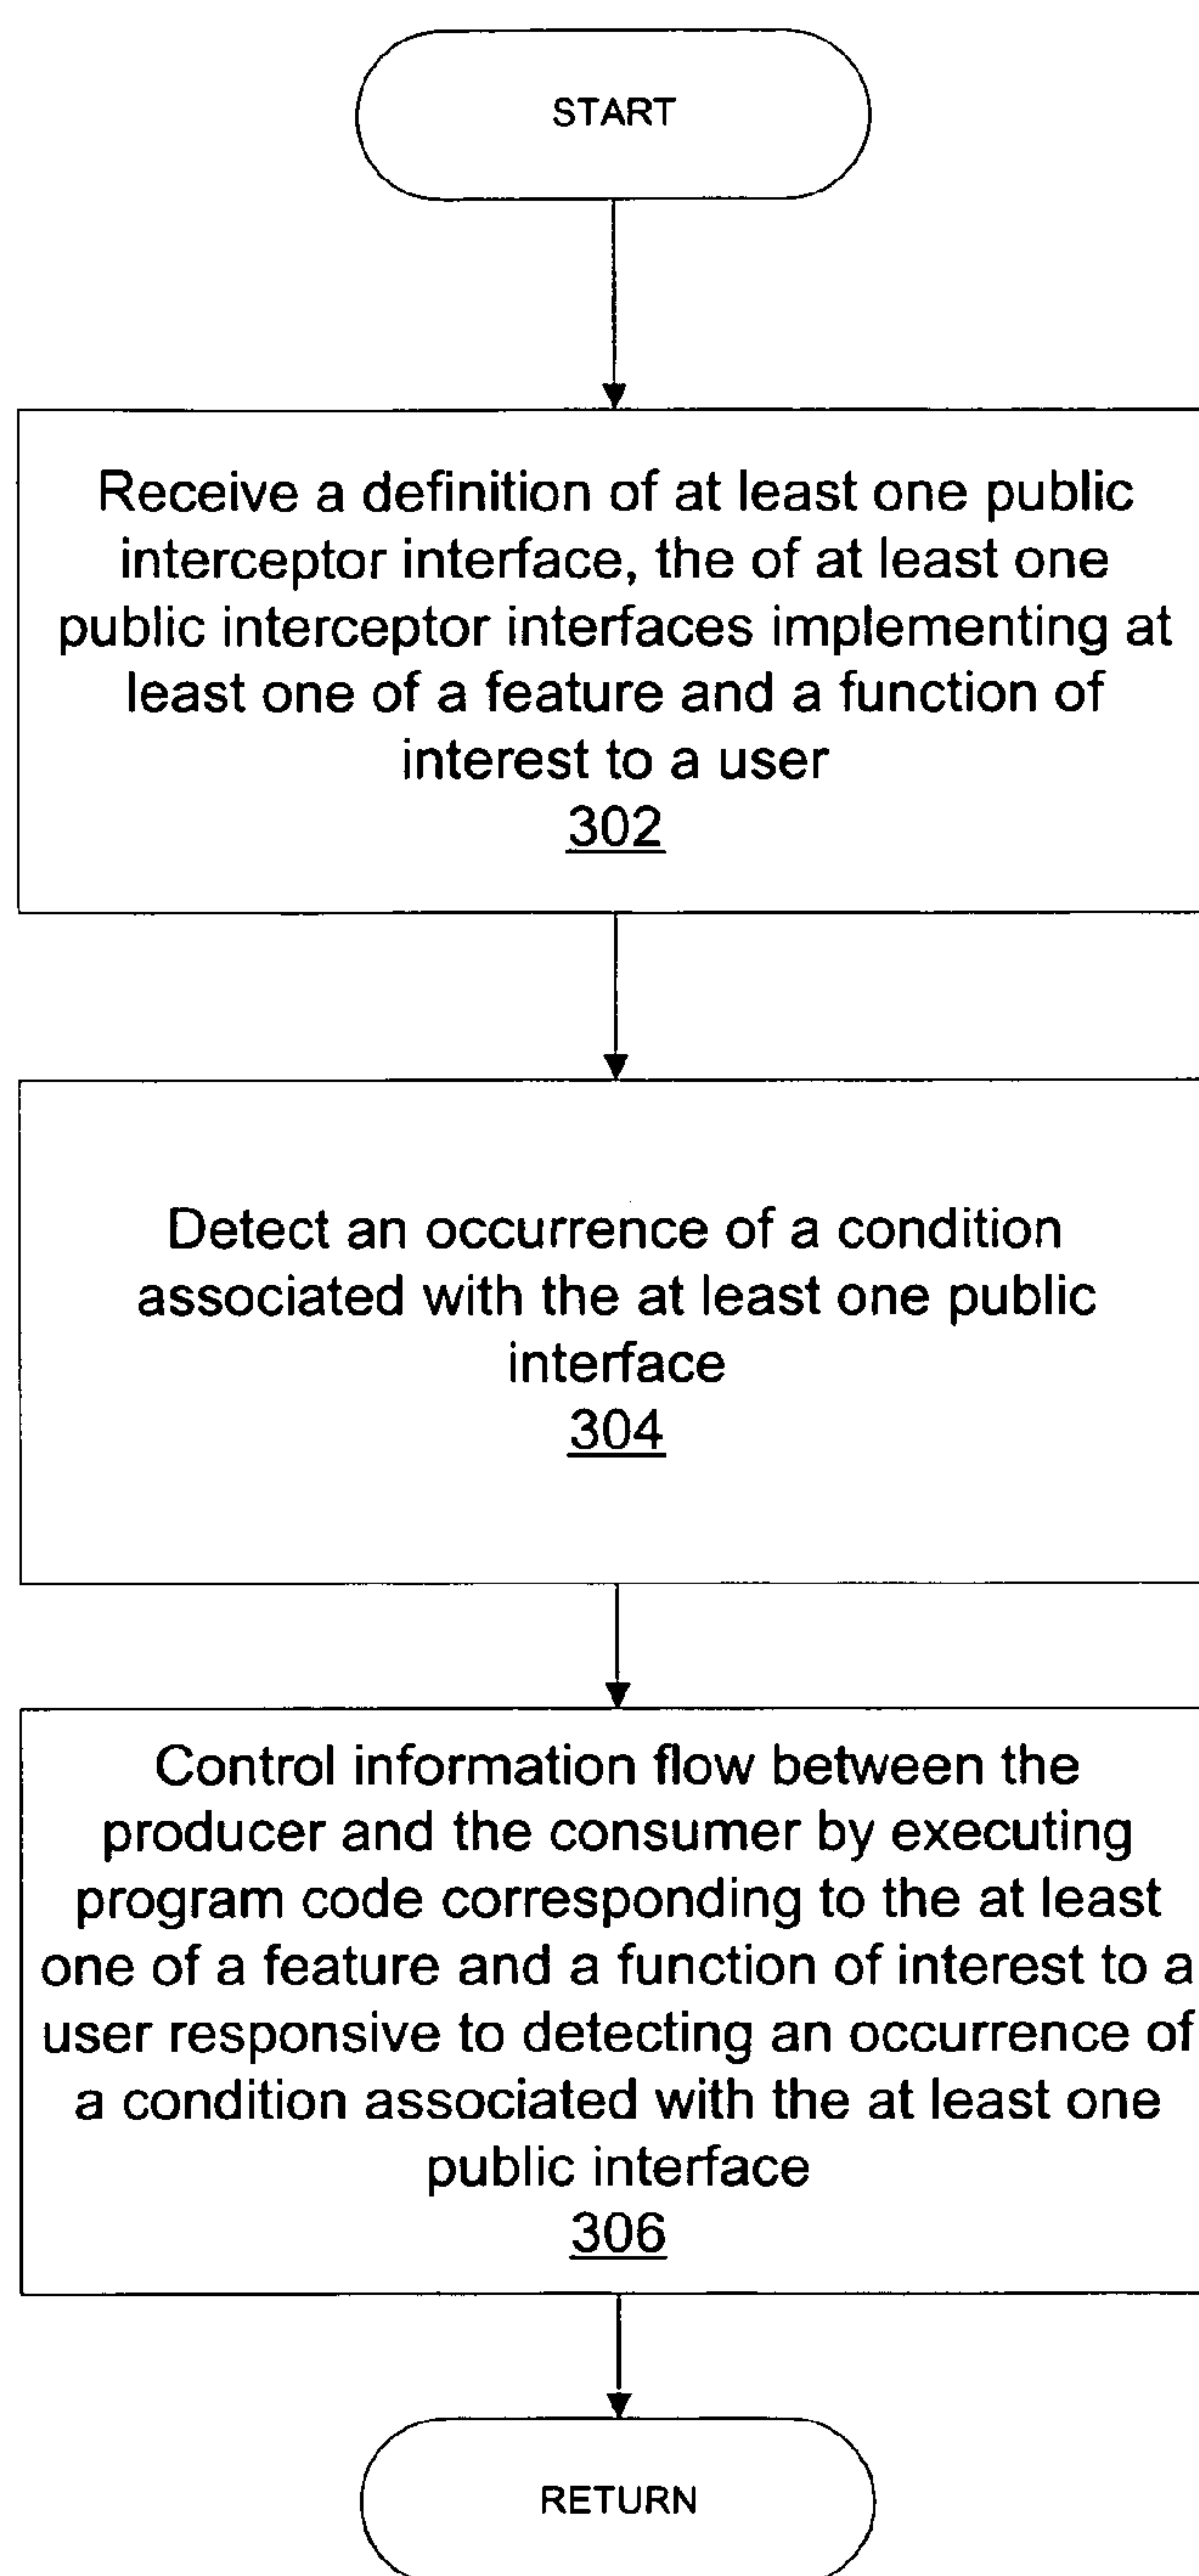 START
Receive a definition of at least one public
interceptor interface, the of at least one
public interceptor interfaces implementing at
least one of a feature and a function of
interest to a user
302
Detect an occurrence of a condition
associated with the at least one public
interface
304
Control information flow between the
producer and the consumer by executing
program code corresponding to the at least
one of a feature and a function of interest to a
user responsive to detecting an occurrence of
a condition associated with the at least one
public interface
306
RETURN